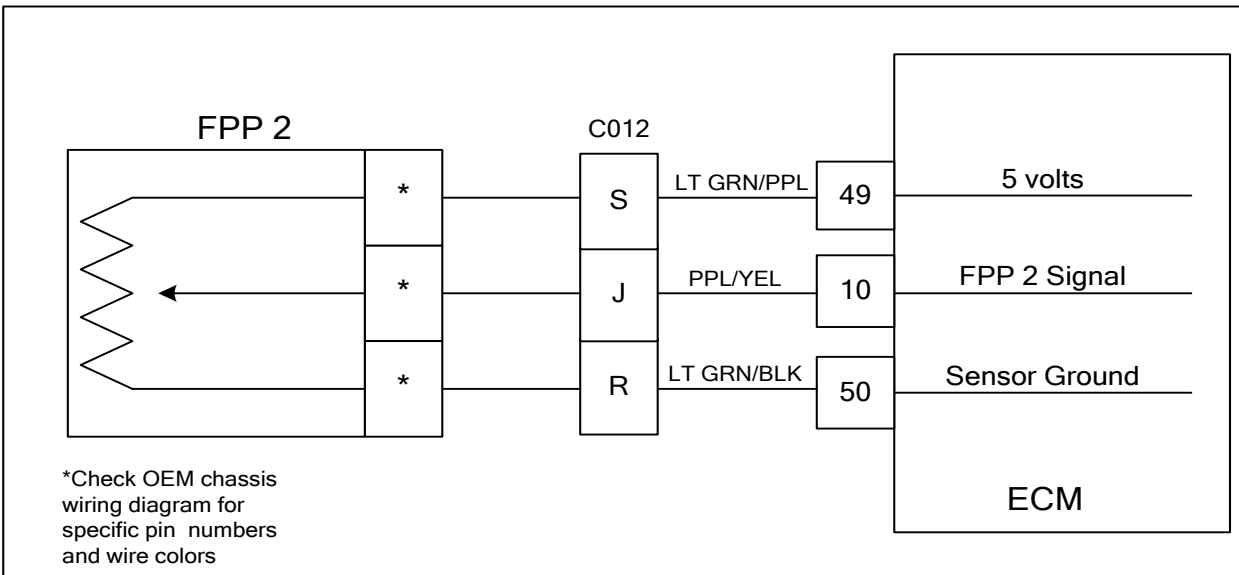 FPP 2
C012
* S LT GRN/PPL 49 5 volts
* J PPL/YEL 10 FPP 2 Signal
* R LT GRN/BLK 50 Sensor Ground
ECM
*Check OEM chassis
wiring diagram for
specific pin numbers
and wire colors